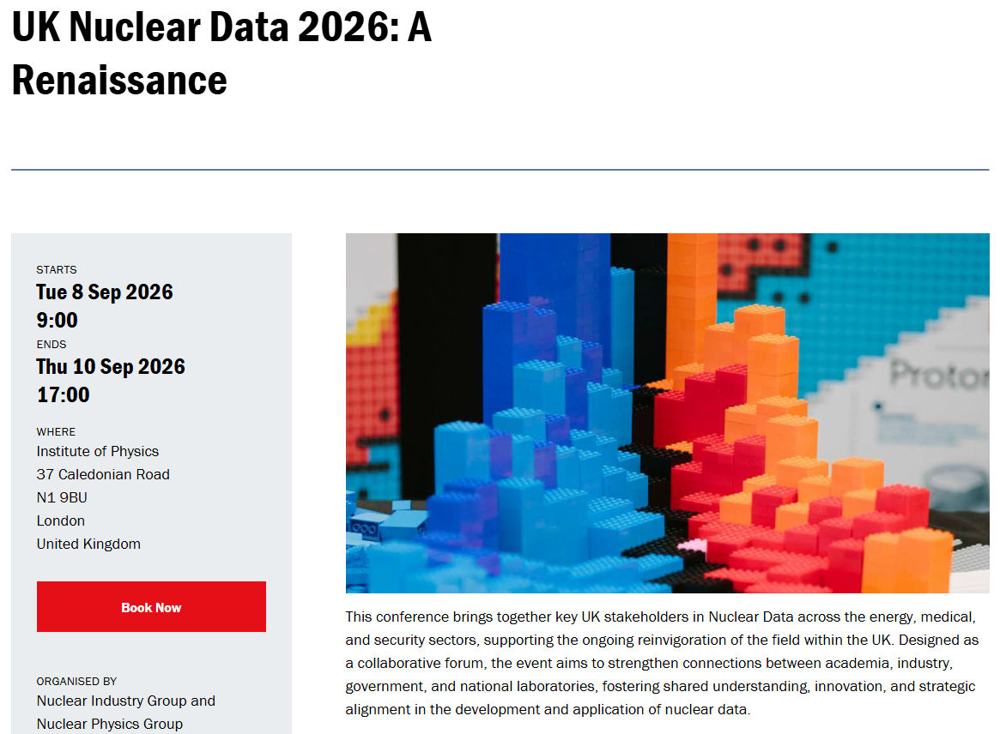 UK Nuclear Data 2026: A
Renaissance
STARTS
Tue 8 Sep 2026
9:00
ENDS
Thu 10 Sep 2026
17:00
WHERE
Institute of Physics
37 Caledonian Road
N1 9BU
London
United Kingdom
Book Now
ORGANISED BY
Nuclear Industry Group and
Nuclear Physics Group
Proton
This conference brings together key UK stakeholders in Nuclear Data across the energy, medical,
and security sectors, supporting the ongoing reinvigoration of the field within the UK. Designed as
a collaborative forum, the event aims to strengthen connections between academia, industry,
government, and national laboratories, fostering shared understanding, innovation, and strategic
alignment in the development and application of nuclear data.